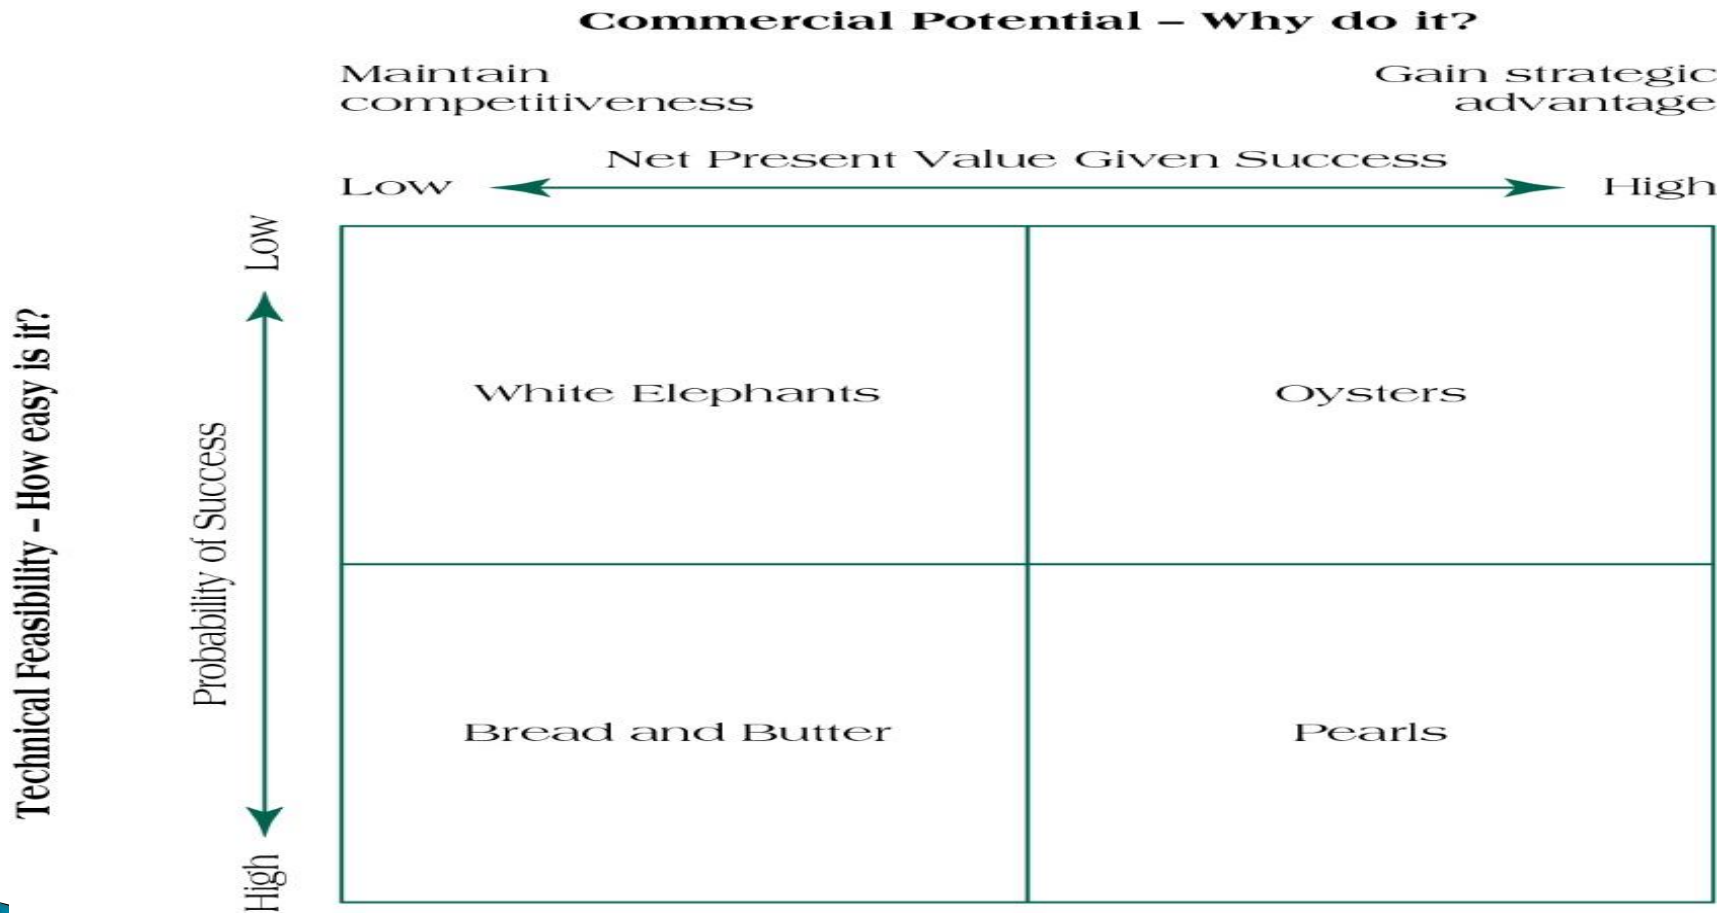 Commercial Potential – Why do it?
Maintain
competitiveness
Gain strategic
advantage
Net Present Value Given Success
Low
High
Technical Feasibility - How easy is it?
Probability of Success
Low
High
White Elephants
Oysters
Bread and Butter
Pearls